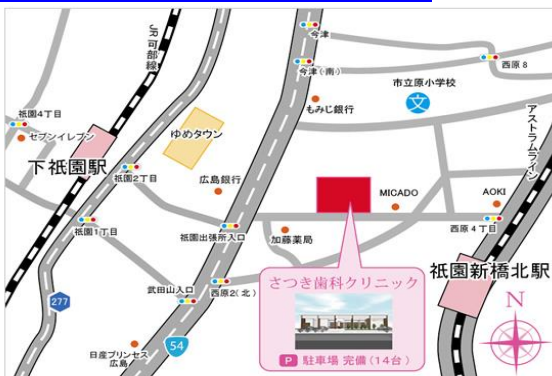 JR可部線
今津
今津(南)
西原8
市立原小学校
文
もみじ銀行
祇園4丁目
セブンイレブン
ゆめタウン
アストラムライン
下祇園駅
祇園2丁目
広島銀行
MICADO
AOKI
祇園1丁目
祇園出張所入口
加藤薬局
西原4丁目
祇園新橋北駅
武田山入口
西原2(北)
さつき歯科クリニック
277
N
日産プリンセス
広島
54
P 駐車場 完備(14台)